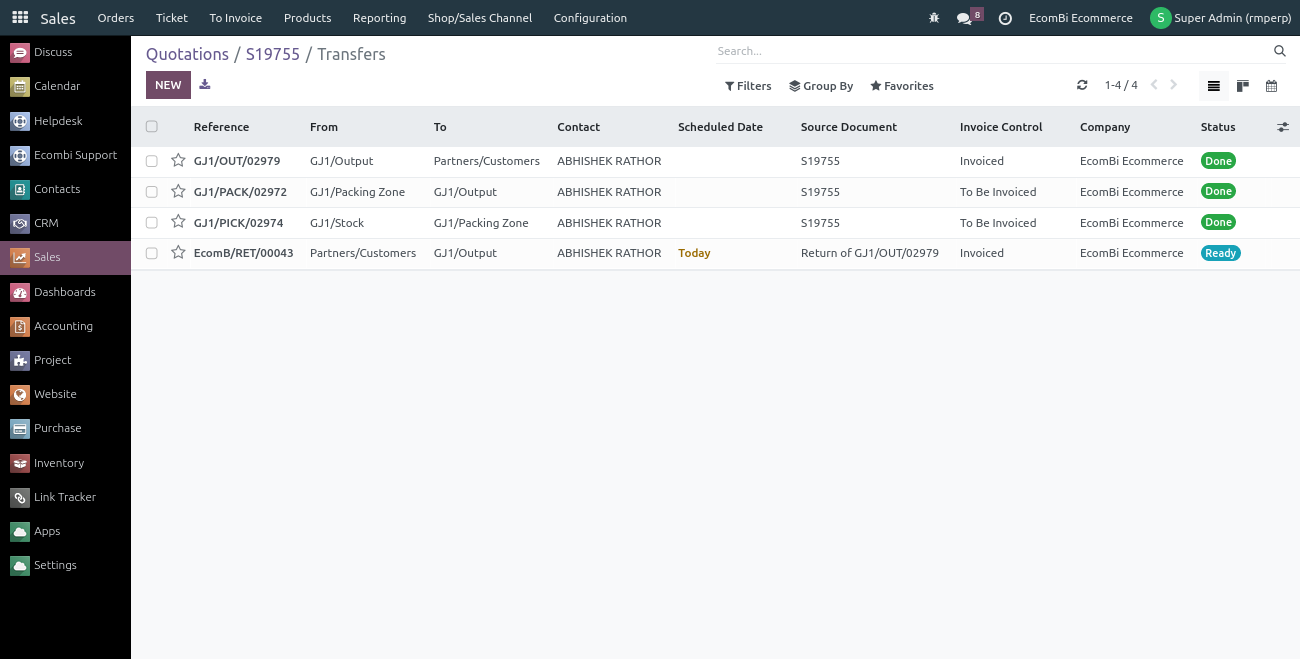 Sales Orders Ticket To Invoice Products Reporting Shop/Sales Channel Configuration 8 EcomBi Ecommerce S Super Admin (rmperp)
Discuss
Calendar
Helpdesk
Ecombi Support
Contacts
CRM
Sales
Dashboards
Accounting
Project
Website
Purchase
Inventory
Link Tracker
Apps
Settings
Quotations / S19755 / Transfers
Search...
NEW
Filters Group By Favorites 1-4 / 4
Reference From To Contact Scheduled Date Source Document Invoice Control Company Status
GJ1/OUT/02979 GJ1/Output Partners/Customers ABHISHEK RATHOR S19755 Invoiced EcomBi Ecommerce Done
GJ1/PACK/02972 GJ1/Packing Zone GJ1/Output ABHISHEK RATHOR S19755 To Be Invoiced EcomBi Ecommerce Done
GJ1/PICK/02974 GJ1/Stock GJ1/Packing Zone ABHISHEK RATHOR S19755 To Be Invoiced EcomBi Ecommerce Done
EcomB/RET/00043 Partners/Customers GJ1/Output ABHISHEK RATHOR Today Return of GJ1/OUT/02979 Invoiced EcomBi Ecommerce Ready